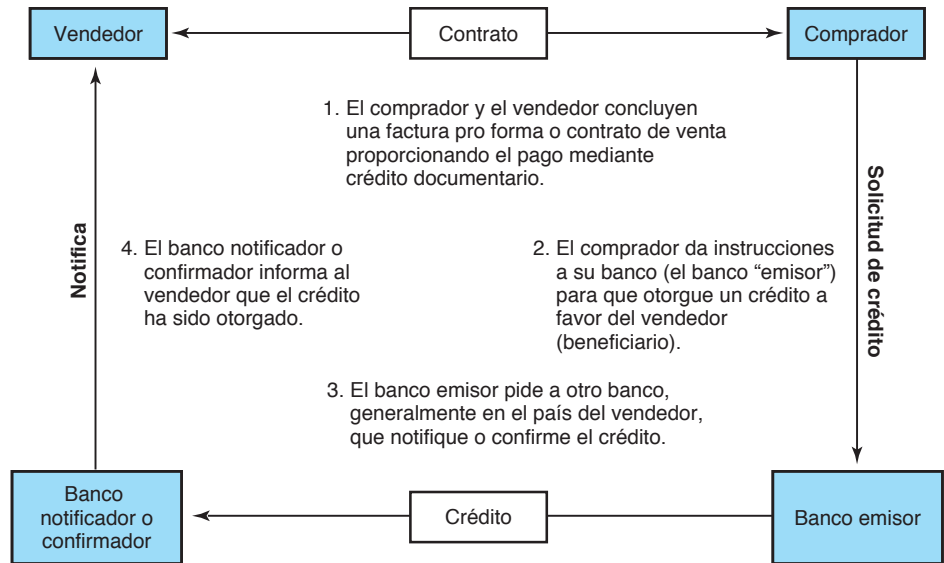 Vendedor
Contrato
Comprador
1. El comprador y el vendedor concluyen
una factura pro forma o contrato de venta
proporcionando el pago mediante
crédito documentario.
Notifica
4. El banco notificador o
confirmador informa al
vendedor que el crédito
ha sido otorgado.
2. El comprador da instrucciones
a su banco (el banco “emisor”)
para que otorgue un crédito a
favor del vendedor
(beneficiario).
Solicitud de crédito
3. El banco emisor pide a otro banco,
generalmente en el país del vendedor,
que notifique o confirme el crédito.
Banco
notificador o
confirmador
Crédito
Banco emisor